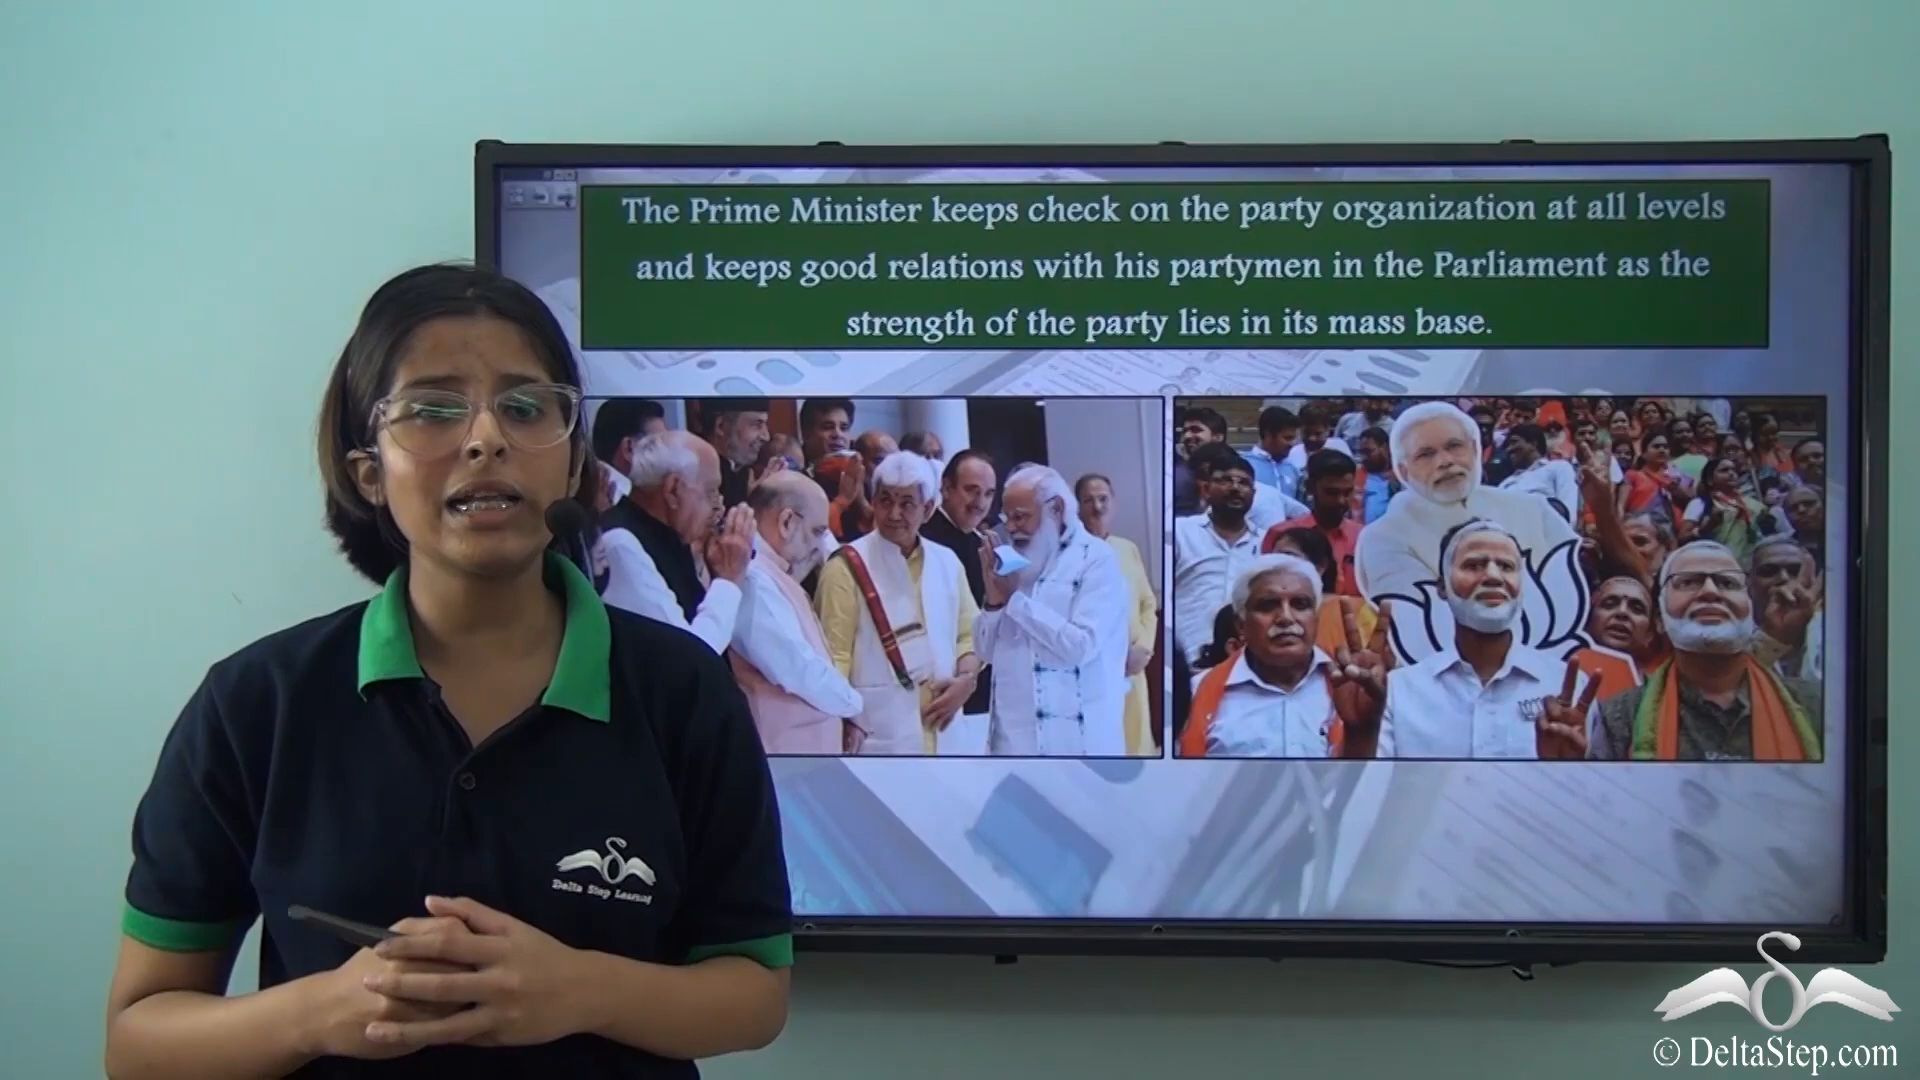 The Prime Minister keeps check on the party organization at all levels
and keeps good relations with his partymen in the Parliament as the
strength of the party lies in its mass base.
Delta Step Learning
© DeltaStep.com